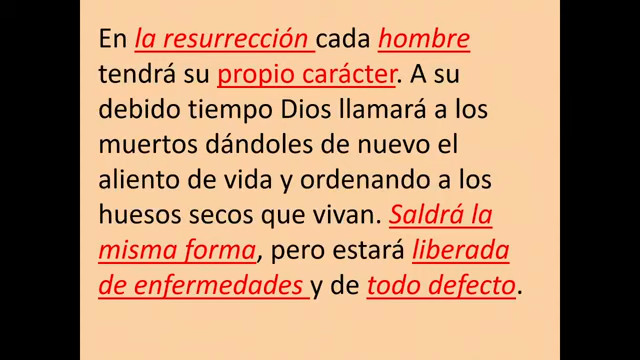 En la resurrección cada hombre
tendrá su propio carácter. A su
debido tiempo Dios llamará a los
muertos dándoles de nuevo el
aliento de vida y ordenando a los
huesos secos que vivan. Saldrá la
misma forma, pero estará liberada
de enfermedades y de todo defecto.